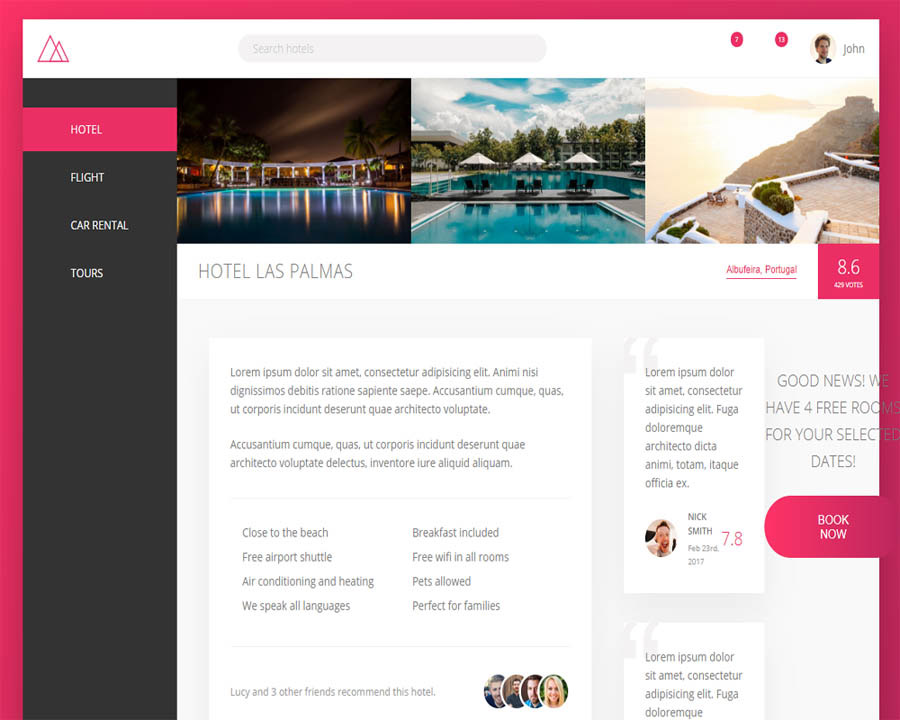 Search hotels
7
13
John
HOTEL
FLIGHT
CAR RENTAL
TOURS
HOTEL LAS PALMAS
Albufeira, Portugal
8.6
429 VOTES
Lorem ipsum dolor sit amet, consectetur adipisicing elit. Animi nisi
dignissimos debitis ratione sapiente saepe. Accusantium cumque, quas,
ut corporis incidunt deserunt quae architecto voluptate.
Accusantium cumque, quas, ut corporis incidunt deserunt quae
architecto voluptate delectus, inventore iure aliquid aliquam.
Close to the beach
Free airport shuttle
Air conditioning and heating
We speak all languages
Breakfast included
Free wifi in all rooms
Pets allowed
Perfect for families
Lucy and 3 other friends recommend this hotel.
“
Lorem ipsum dolor
sit amet, consectetur
adipisicing elit. Fuga
doloremque
architecto dicta
animi, totam, itaque
officia ex.
NICK
SMITH
Feb 23rd,
2017
7.8
“
Lorem ipsum dolor
sit amet, consectetur
adipisicing elit. Fuga
doloremque
GOOD NEWS! WE
HAVE 4 FREE ROOMS
FOR YOUR SELECTED
DATES!
BOOK
NOW